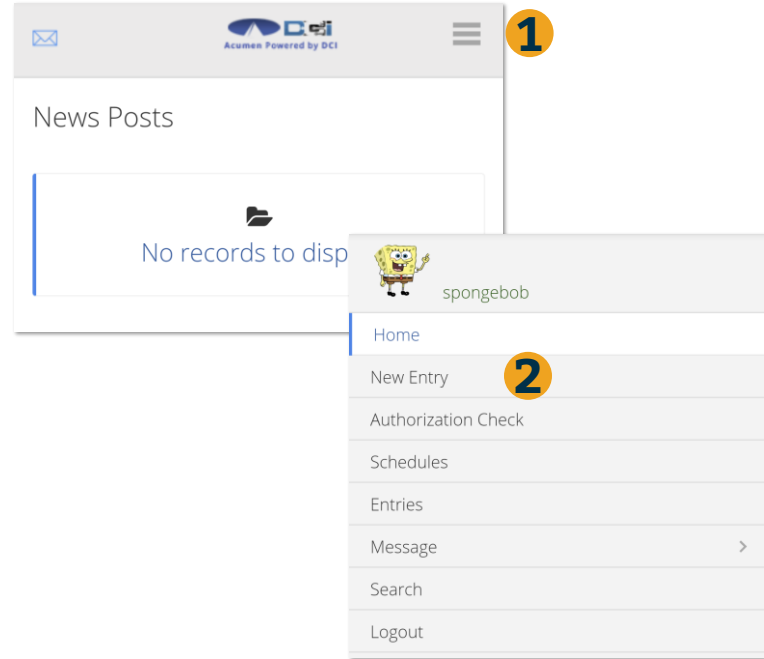 1
Acumen Powered by DCI
News Posts
No records to disp
spongebob
Home
New Entry
2
Authorization Check
Schedules
Entries
Message
Search
Logout